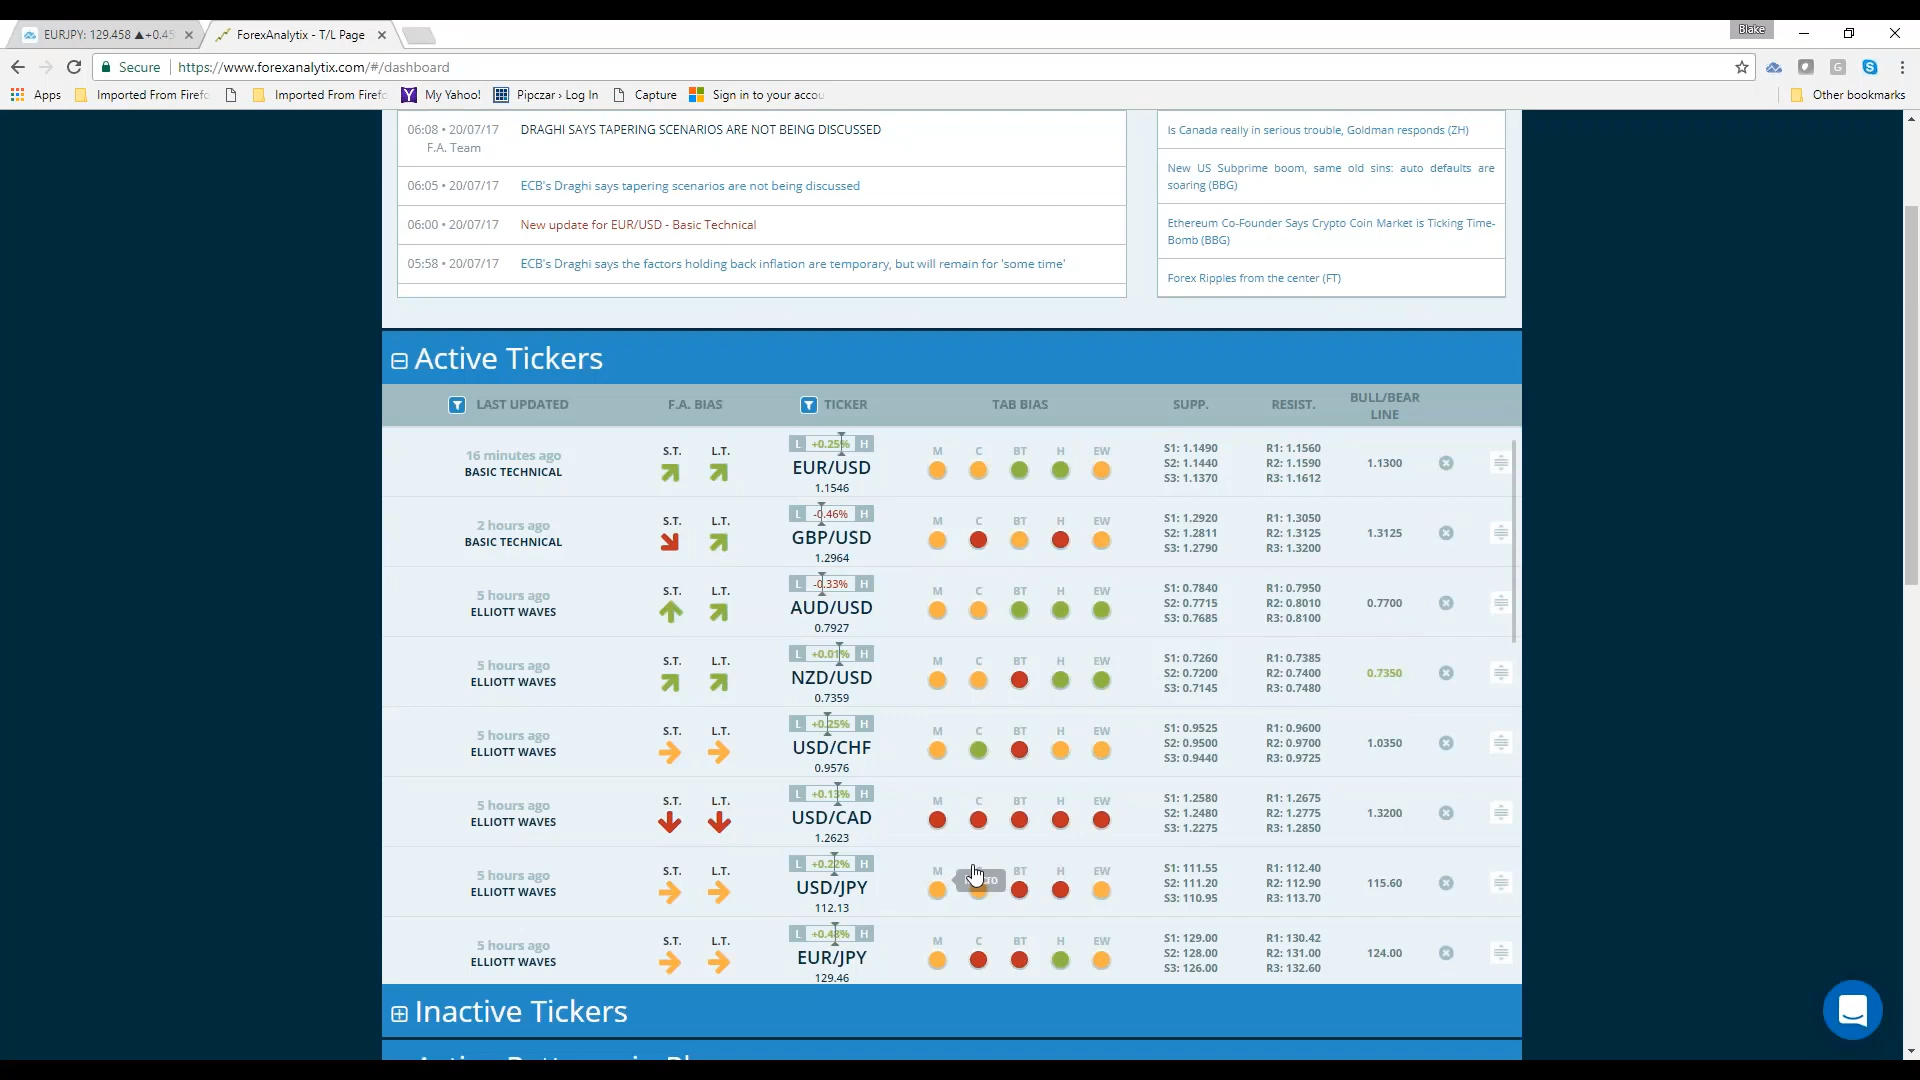 EURJPY: 129.458 ▲+0.45
ForexAnalytix - T/L Page
Blake
Secure
https://www.forexanalytix.com/#/dashboard
Apps
Imported From Firefo
Imported From Firefo
My Yahoo!
Pipczar › Log In
Capture
Sign in to your accou
Other bookmarks
06:08 • 20/07/17 DRAGHI SAYS TAPERING SCENARIOS ARE NOT BEING DISCUSSED
F.A. Team
06:05 • 20/07/17 ECB's Draghi says tapering scenarios are not being discussed
06:00 • 20/07/17 New update for EUR/USD - Basic Technical
05:58 • 20/07/17 ECB's Draghi says the factors holding back inflation are temporary, but will remain for 'some time'
Is Canada really in serious trouble, Goldman responds (ZH)
New US Subprime boom, same old sins: auto defaults are
soaring (BBG)
Ethereum Co-Founder Says Crypto Coin Market is Ticking Time-
Bomb (BBG)
Forex Ripples from the center (FT)
Active Tickers
LAST UPDATED F.A. BIAS TICKER TAB BIAS SUPP. RESIST. BULL/BEAR
LINE
L +0.25% H
16 minutes ago S.T. L.T. M C BT H EW S1: 1.1490 R1: 1.1560
BASIC TECHNICAL EUR/USD S2: 1.1440 R2: 1.1590 1.1300
1.1546 S3: 1.1370 R3: 1.1612
L -0.46% H
2 hours ago S.T. L.T. M C BT H EW S1: 1.2920 R1: 1.3050
BASIC TECHNICAL GBP/USD S2: 1.2811 R2: 1.3125 1.3125
1.2964 S3: 1.2790 R3: 1.3200
L -0.33% H
5 hours ago S.T. L.T. M C BT H EW S1: 0.7840 R1: 0.7950
ELLIOTT WAVES AUD/USD S2: 0.7715 R2: 0.8010 0.7700
0.7927 S3: 0.7685 R3: 0.8100
L +0.01% H
5 hours ago S.T. L.T. M C BT H EW S1: 0.7260 R1: 0.7385
ELLIOTT WAVES NZD/USD S2: 0.7200 R2: 0.7400 0.7350
0.7359 S3: 0.7145 R3: 0.7480
L +0.25% H
5 hours ago S.T. L.T. M C BT H EW S1: 0.9525 R1: 0.9600
ELLIOTT WAVES USD/CHF S2: 0.9500 R2: 0.9700 1.0350
0.9576 S3: 0.9440 R3: 0.9725
L +0.13% H
5 hours ago S.T. L.T. M C BT H EW S1: 1.2580 R1: 1.2675
ELLIOTT WAVES USD/CAD S2: 1.2480 R2: 1.2775 1.3200
1.2623 S3: 1.2275 R3: 1.2850
L +0.22% H
5 hours ago S.T. L.T. M BT H EW S1: 111.55 R1: 112.40
ELLIOTT WAVES USD/JPY S2: 111.20 R2: 112.90 115.60
112.13 S3: 110.95 R3: 113.70
L +0.48% H
5 hours ago S.T. L.T. M C BT H EW S1: 129.00 R1: 130.42
ELLIOTT WAVES EUR/JPY S2: 128.00 R2: 131.00 124.00
129.46 S3: 126.00 R3: 132.60
Inactive Tickers